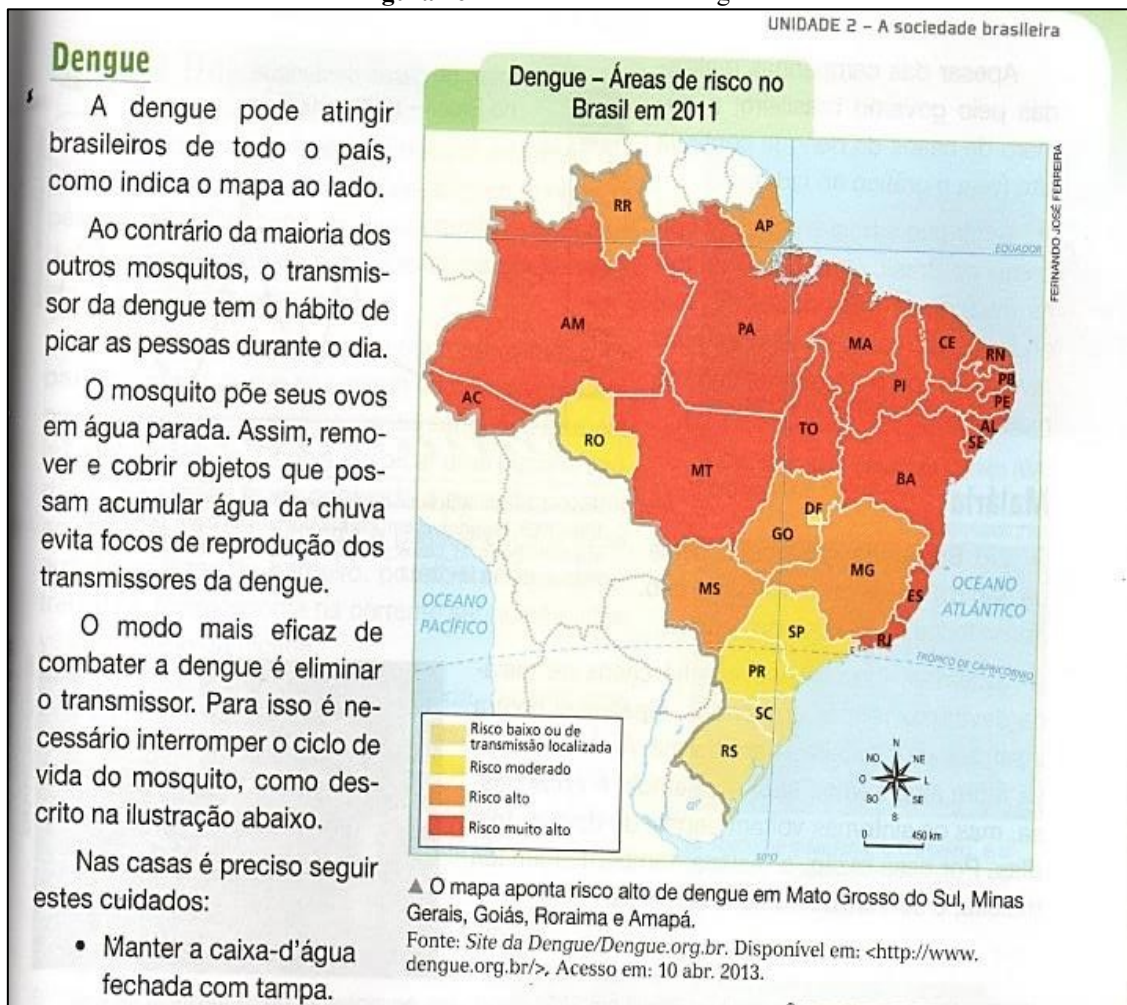 UNIDADE 2 – A sociedade brasileira
Dengue
A dengue pode atingir
brasileiros de todo o país,
como indica o mapa ao lado.
Ao contrário da maioria dos
outros mosquitos, o transmis-
sor da dengue tem o hábito de
picar as pessoas durante o dia.
O mosquito põe seus ovos
em água parada. Assim, remo-
ver e cobrir objetos que pos-
sam acumular água da chuva
evita focos de reprodução dos
transmissores da dengue.
O modo mais eficaz de
combater a dengue é eliminar
o transmissor. Para isso é ne-
cessário interromper o ciclo de
vida do mosquito, como des-
crito na ilustração abaixo.
Nas casas é preciso seguir
estes cuidados:
• Manter a caixa-d'água
fechada com tampa.
Dengue – Áreas de risco no
Brasil em 2011
FERNANDO JOSÉ FERREIRA
RR
AP
EQUADOR
AM
PA
MA
CE
RN
PB
PE
PI
AL
SE
AC
RO
TO
BA
MT
DF
GO
MG
MS
ES
SP
RJ
PR
SC
RS
OCEANO
PACÍFICO
OCEANO
ATLÂNTICO
TRÓPICO DE CAPRICÓRNIO
Risco baixo ou de
transmissão localizada
Risco moderado
Risco alto
Risco muito alto
N
NO NE
O L
SO SE
S
0 450 km
50°O
▲ O mapa aponta risco alto de dengue em Mato Grosso do Sul, Minas
Gerais, Goiás, Roraima e Amapá.
Fonte: Site da Dengue/Dengue.org.br. Disponível em: <http://www.
dengue.org.br/>, Acesso em: 10 abr. 2013.